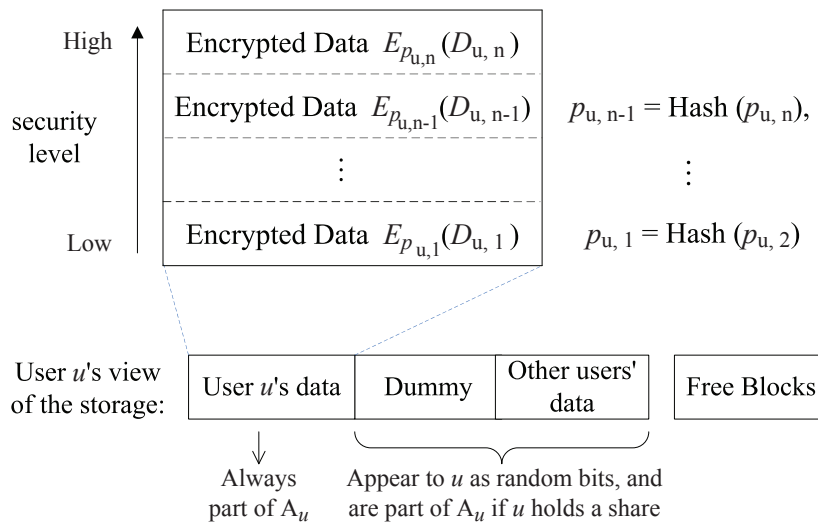 High
Encrypted Data E_{p_{u,n}}(D_{u, n})
Encrypted Data E_{p_{u,n-1}}(D_{u, n-1})
p_{u, n-1} = Hash (p_{u, n}),
security
level
⋮
⋮
Low
Encrypted Data E_{p_{u,1}}(D_{u, 1})
p_{u, 1} = Hash (p_{u, 2})
User u's view
of the storage:
User u's data
Dummy
Other users'
data
Free Blocks
Always
part of A_u
Appear to u as random bits, and
are part of A_u if u holds a share